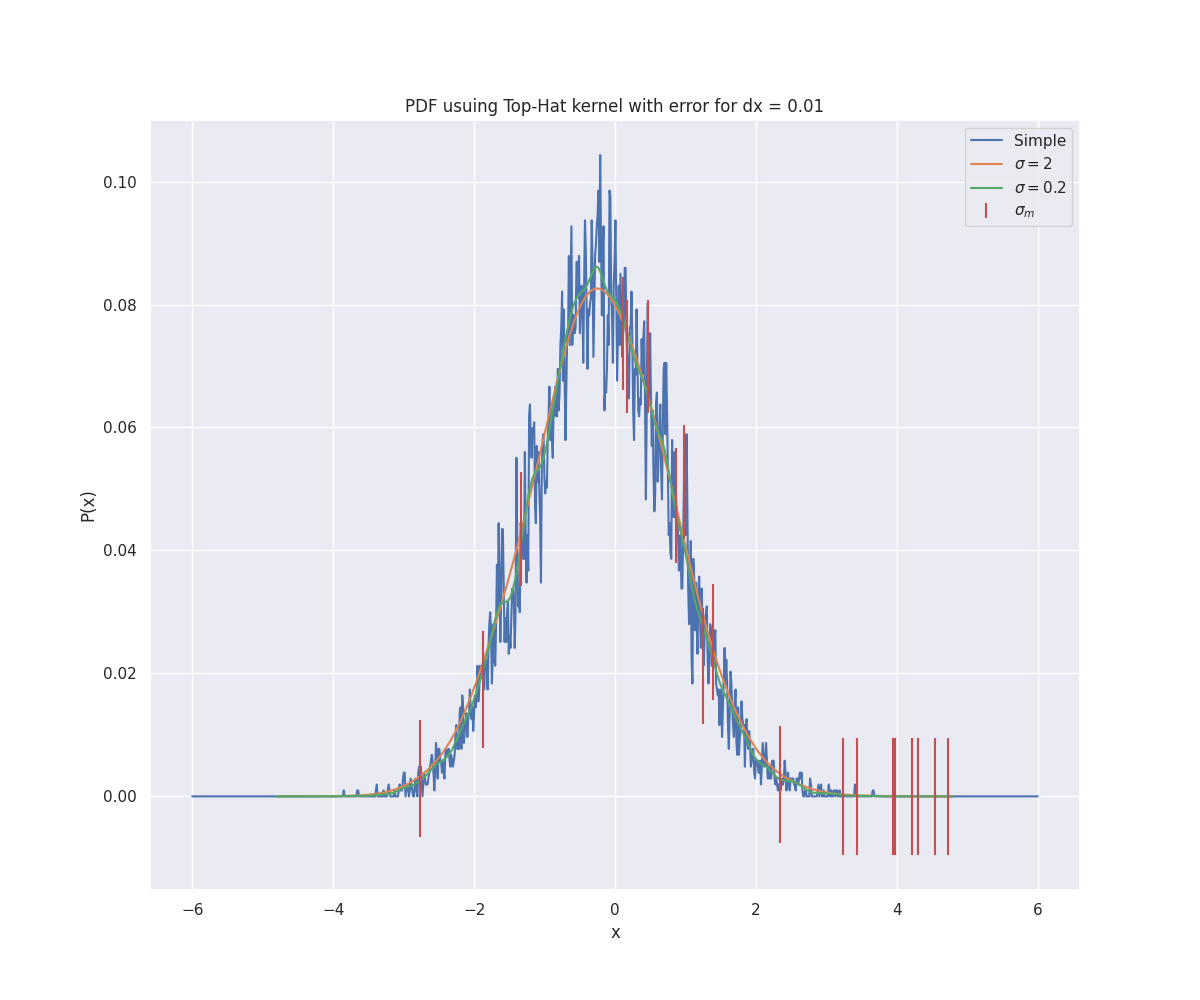 PDF usuing Top-Hat kernel with error for dx = 0.01
Simple
σ = 2
σ = 0.2
σm
P(x)
0.10
0.08
0.06
0.04
0.02
0.00
−6 −4 −2 0 2 4 6
x